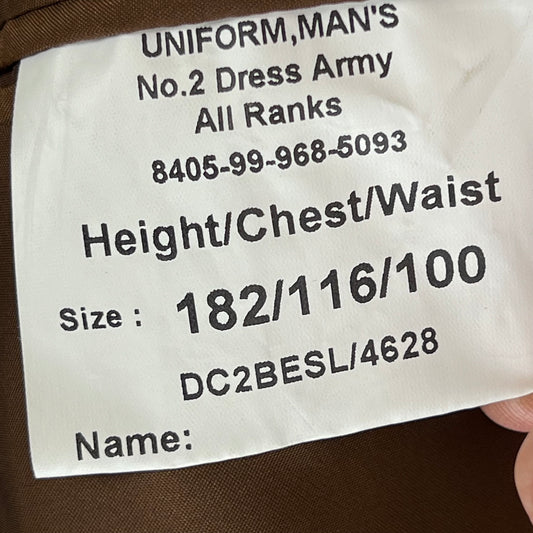 UNIFORM,MAN'S
No.2 Dress Army
All Ranks
8405-99-968-5093
Height/Chest/Waist
Size : 182/116/100
DC2BESL/4628
Name: